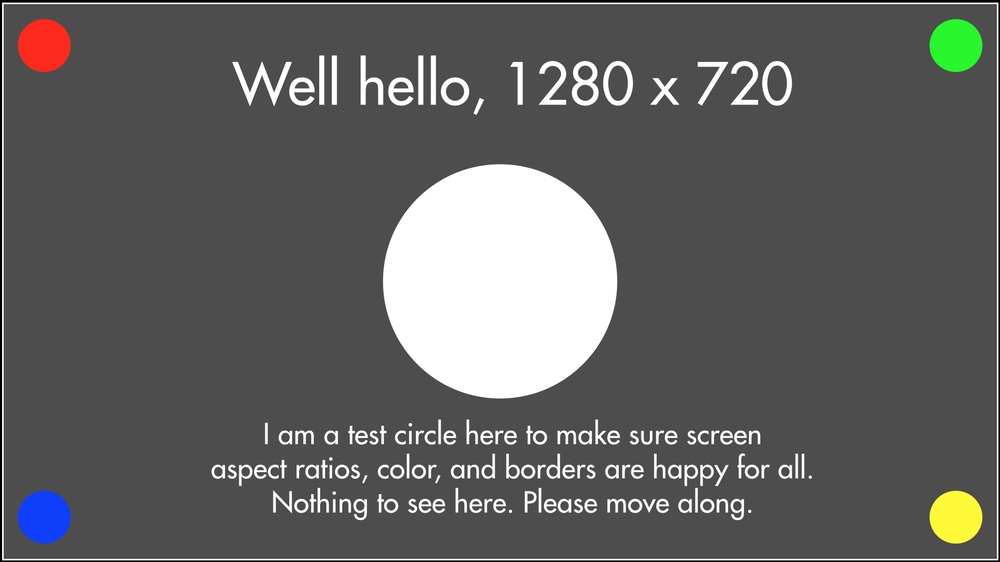 Well hello, 1280 x 720
I am a test circle here to make sure screen
aspect ratios, color, and borders are happy for all.
Nothing to see here. Please move along.